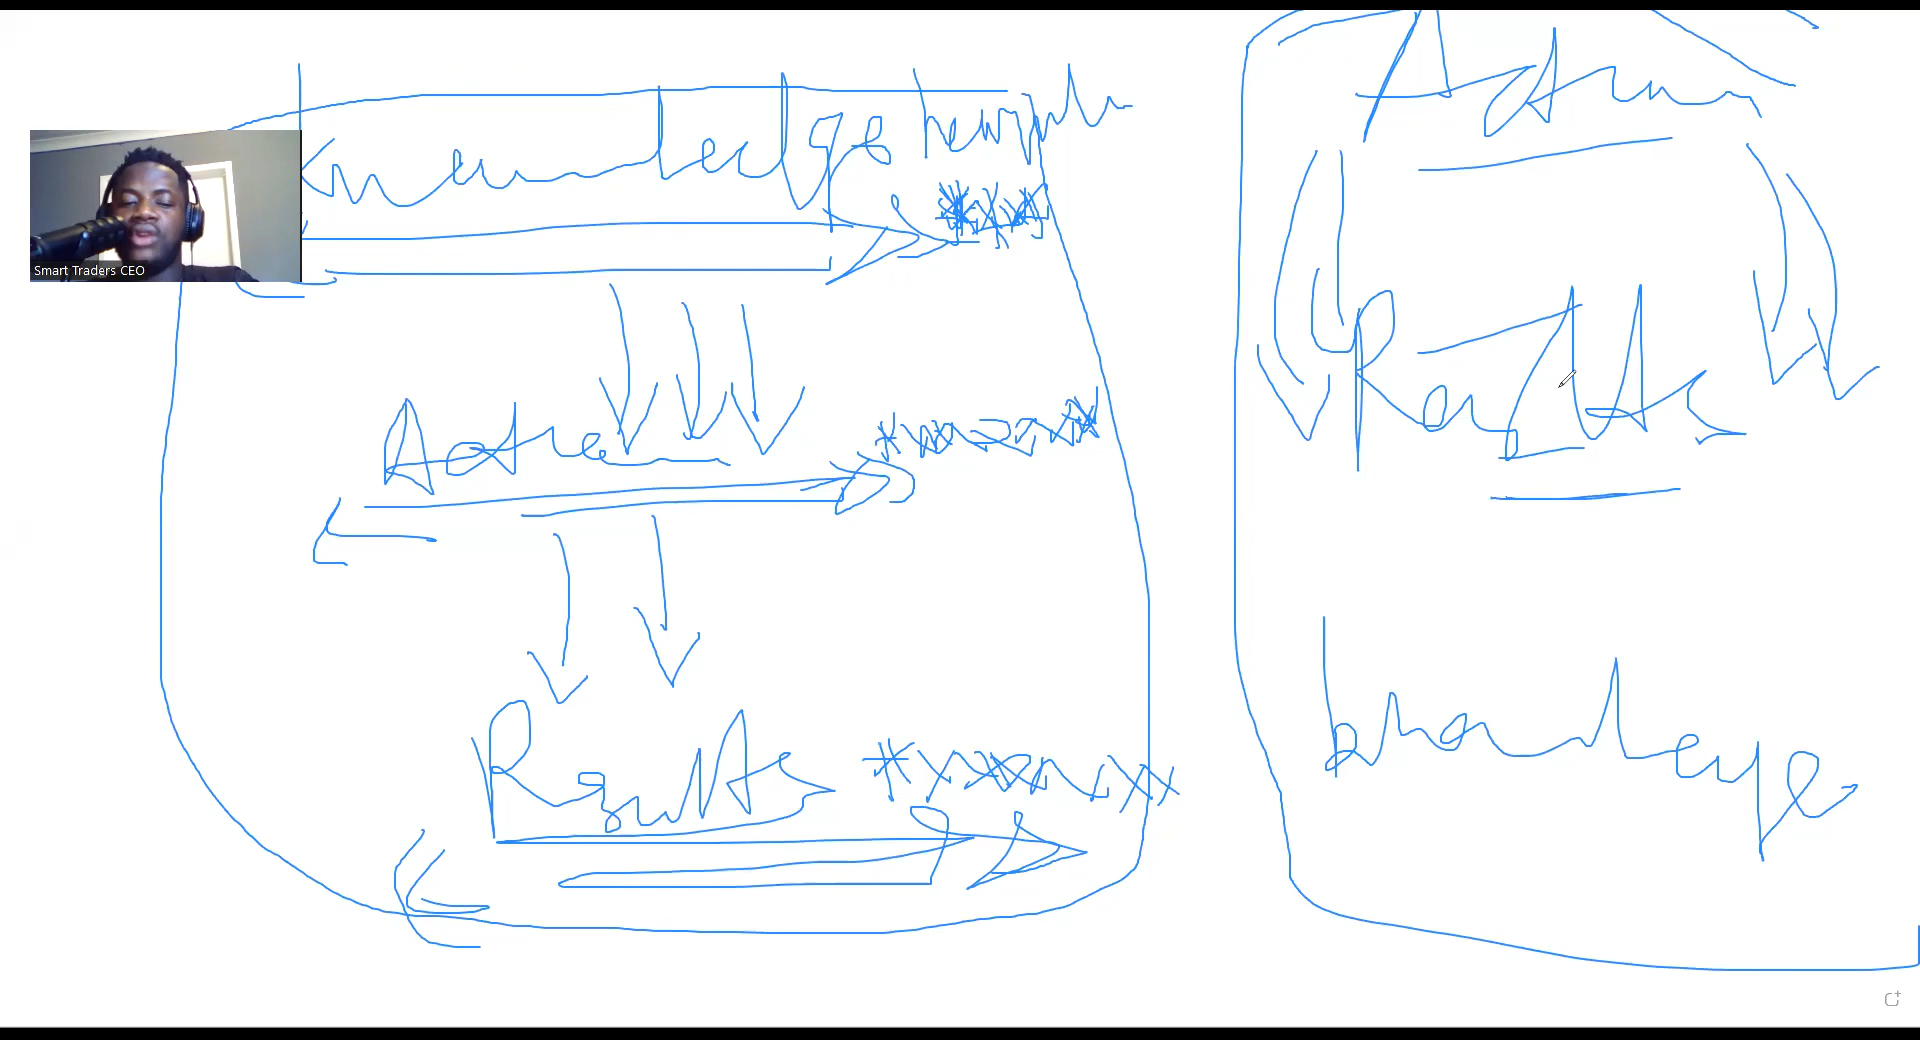 Knowledge
Smart Traders CEO
Action
Results
Action
Results
knowledge